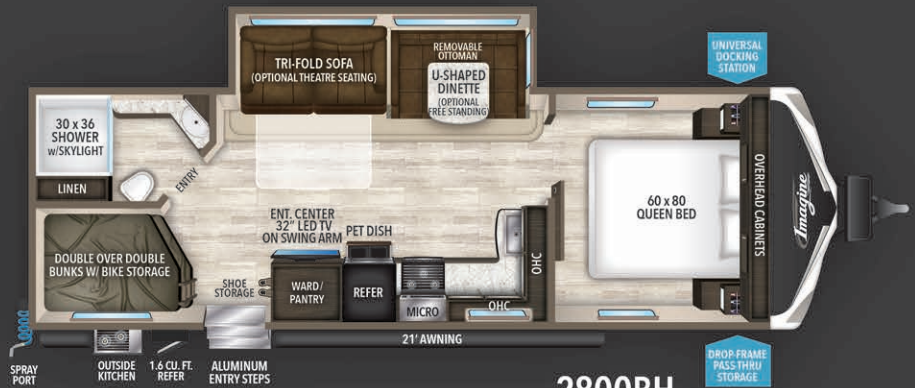 UNIVERSAL
DOCKING
STATION
TRI-FOLD SOFA
(OPTIONAL THEATRE SEATING)
REMOVABLE
OTTOMAN
U-SHAPED
DINETTE
(OPTIONAL
FREE STANDING)
30 x 36
SHOWER
w/SKYLIGHT
LINEN
ENTRY
DOUBLE OVER DOUBLE
BUNKS W/ BIKE STORAGE
ENT. CENTER
32" LED TV
ON SWING ARM
PET DISH
SHOE
STORAGE
WARD/
PANTRY
REFER
MICRO
OHC
OHC
60 x 80
QUEEN BED
OVERHEAD CABINETS
Imagine
21' AWNING
SPRAY
PORT
OUTSIDE
KITCHEN
1.6 CU. FT.
REFER
ALUMINUM
ENTRY STEPS
DROP-FRAME
PASS THRU
STORAGE
2800BH